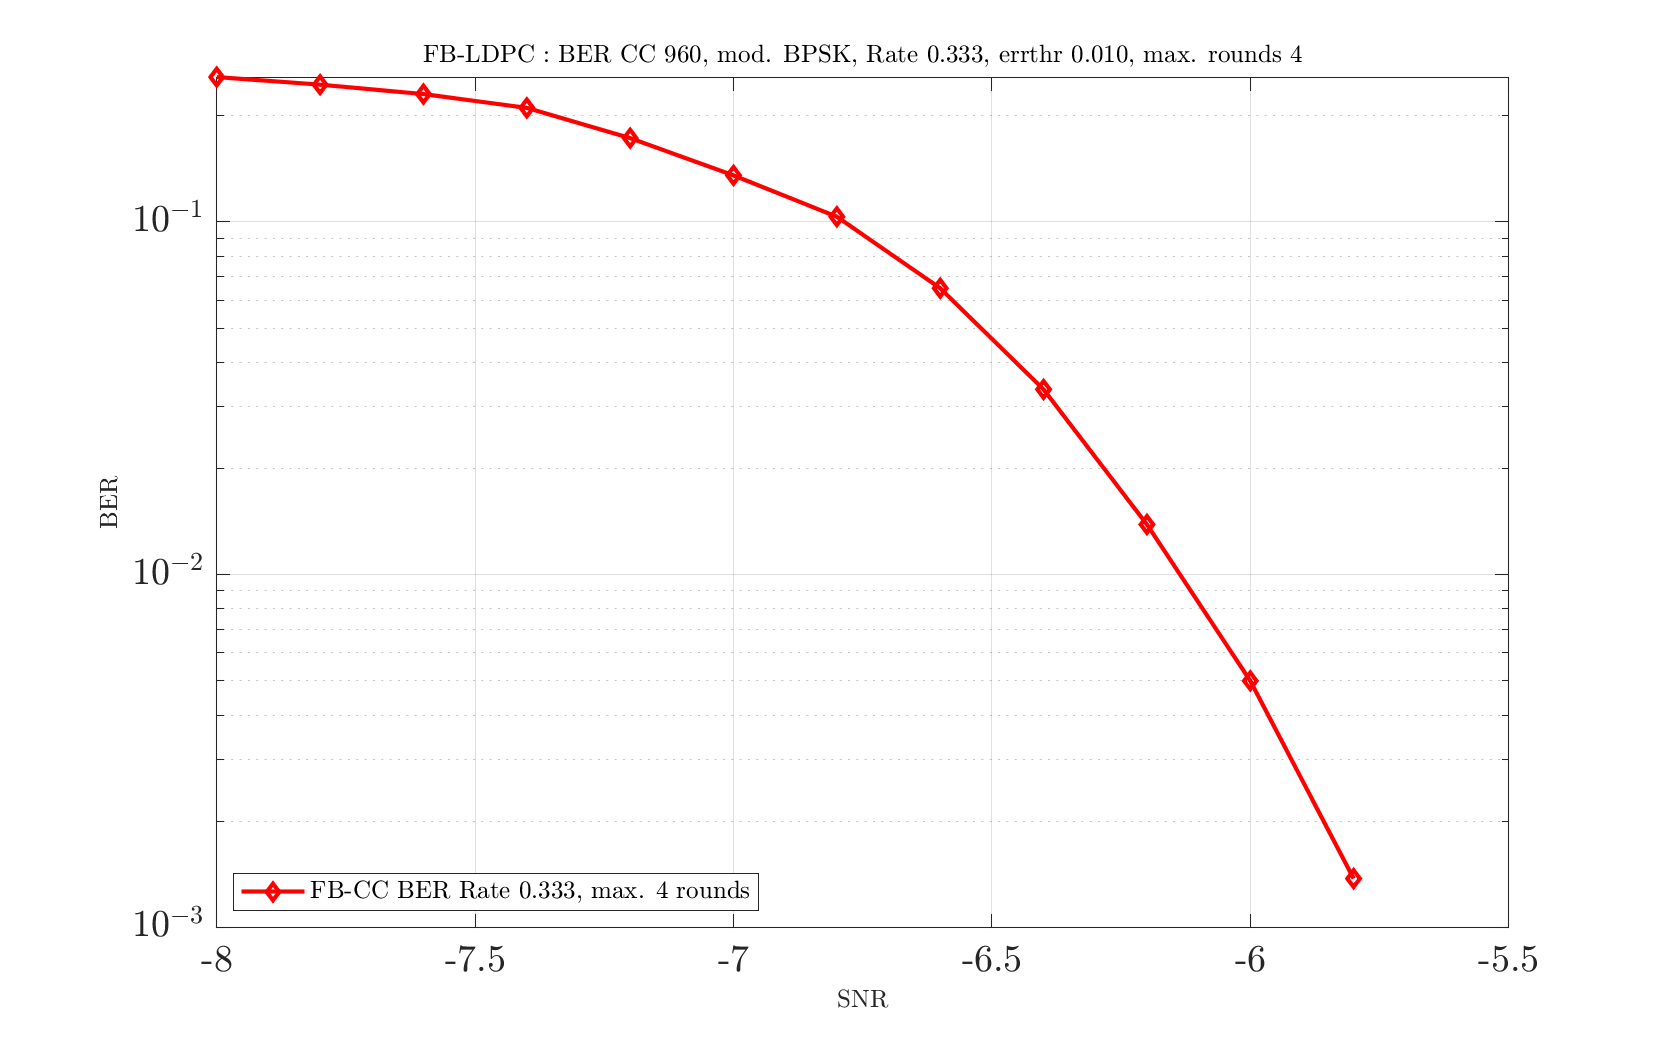 FB-LDPC : BER CC 960, mod. BPSK, Rate 0.333, errthr 0.010, max. rounds 4
10⁻¹
10⁻²
10⁻³
BER
FB-CC BER Rate 0.333, max. 4 rounds
-8 -7.5 -7 -6.5 -6 -5.5
SNR